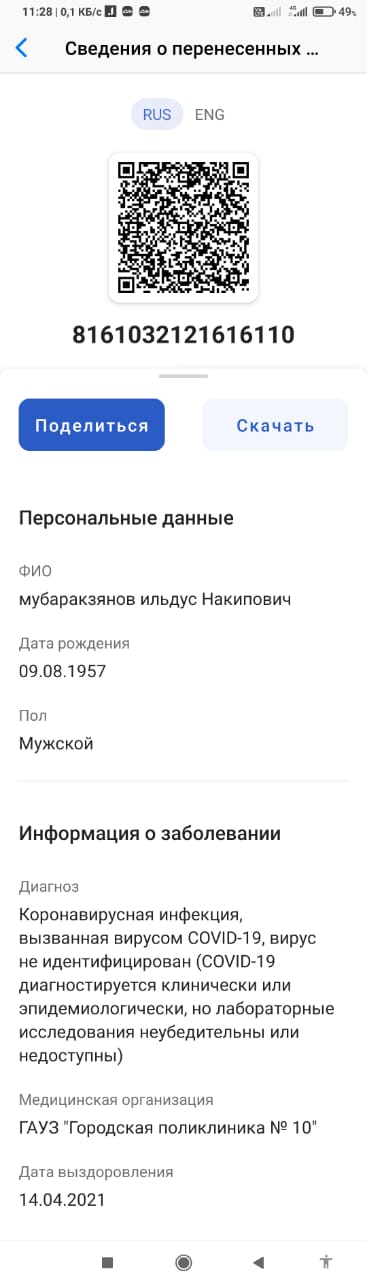 11:28 | 0,1 КБ/с
49%
Сведения о перенесенных ...
RUS ENG
8161032121616110
Поделиться Скачать
Персональные данные
ФИО
мубаракзянов ильдус Накипович
Дата рождения
09.08.1957
Пол
Мужской
Информация о заболевании
Диагноз
Коронавирусная инфекция,
вызванная вирусом COVID-19, вирус
не идентифицирован (COVID-19
диагностируется клинически или
эпидемиологически, но лабораторные
исследования неубедительны или
недоступны)
Медицинская организация
ГАУЗ "Городская поликлиника № 10"
Дата выздоровления
14.04.2021